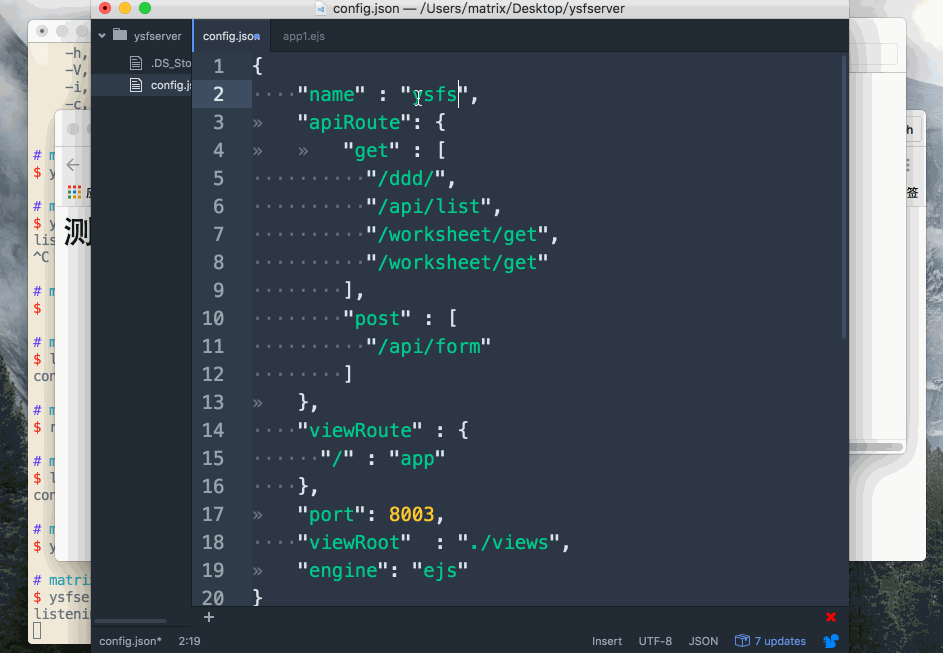 config.json — /Users/matrix/Desktop/ysfserver
ysfserver
.DS_Sto
config.js
config.json
app1.ejs
1 {
2 ····"name" : "ysfs",
3 » "apiRoute": {
4 » » "get" : [
5 ··········"/ddd/",
6 ··········"/api/list",
7 ··········"/worksheet/get",
8 ··········"/worksheet/get"
9 ········],
10 ········"post" : [
11 ··········"/api/form"
12 ········]
13 » },
14 ····"viewRoute" : {
15 ······"/" : "app"
16 ····},
17 » "port": 8003,
18 "viewRoot"  : "./views",
19 » "engine": "ejs"
20 }
+
config.json* 2:19
Insert UTF-8 JSON 7 updates
-h,
-V,
-i,
-c,
# m
$ y
# m
$ y
lis
^C
# m
$
# m
$ l
con
# m
$ r
# m
$ l
con
# m
$ y
# matri
$ ysfse
listeni
测
h
签